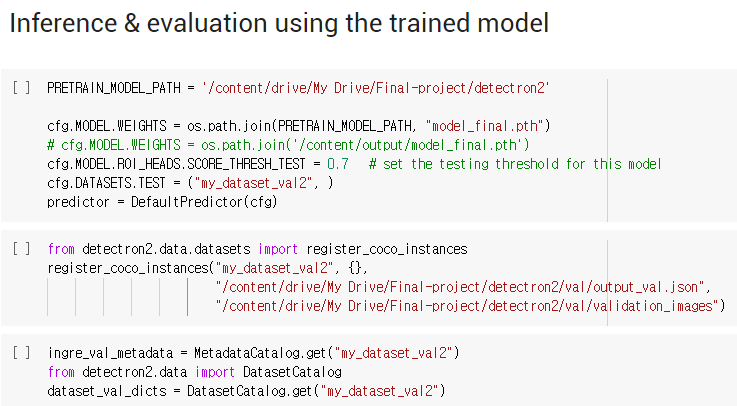 Inference & evaluation using the trained model
[ ] PRETRAIN_MODEL_PATH = '/content/drive/My Drive/Final-project/detectron2'
cfg.MODEL.WEIGHTS = os.path.join(PRETRAIN_MODEL_PATH, "model_final.pth")
# cfg.MODEL.WEIGHTS = os.path.join('/content/output/model_final.pth')
cfg.MODEL.ROI_HEADS.SCORE_THRESH_TEST = 0.7 # set the testing threshold for this model
cfg.DATASETS.TEST = ("my_dataset_val2", )
predictor = DefaultPredictor(cfg)
[ ] from detectron2.data.datasets import register_coco_instances
register_coco_instances("my_dataset_val2", {},
"/content/drive/My Drive/Final-project/detectron2/val/output_val.json",
"/content/drive/My Drive/Final-project/detectron2/val/validation_images")
[ ] ingre_val_metadata = MetadataCatalog.get("my_dataset_val2")
from detectron2.data import DatasetCatalog
dataset_val_dicts = DatasetCatalog.get("my_dataset_val2")